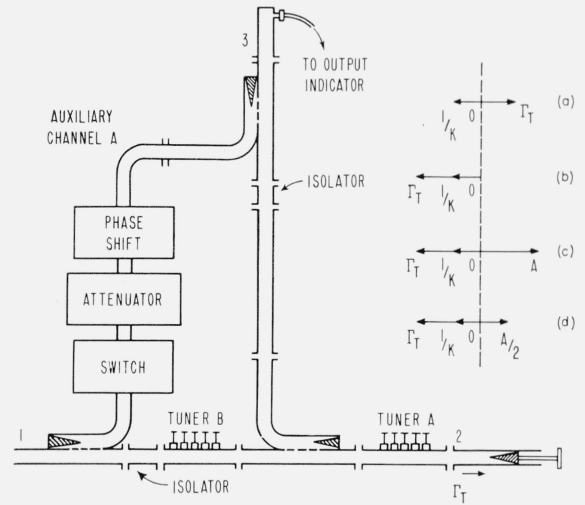 3
TO OUTPUT
INDICATOR
AUXILIARY
CHANNEL A
ISOLATOR
PHASE
SHIFT
ATTENUATOR
SWITCH
1
TUNER B
TUNER A
2
ISOLATOR
Γ_T
1/K 0 Γ_T (a)
Γ_T 1/K 0 (b)
Γ_T 1/K 0 A (c)
Γ_T 1/K 0 A/2 (d)